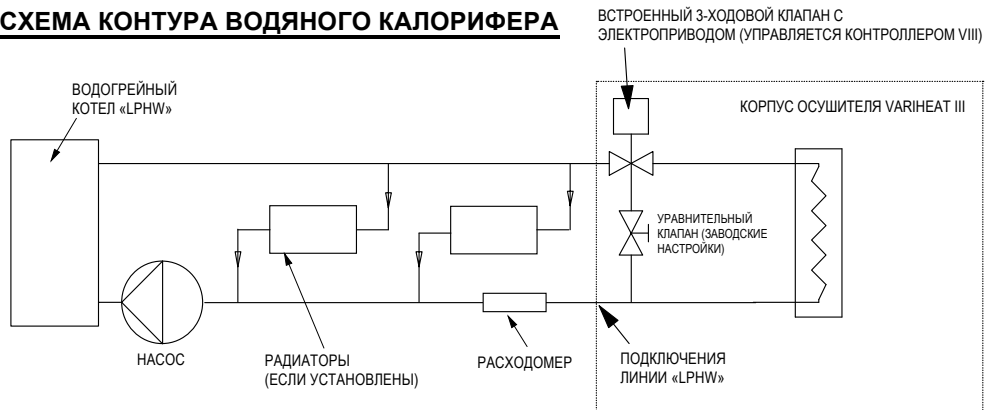 СХЕМА КОНТУРА ВОДЯНОГО КАЛОРИФЕРА
ВСТРОЕННЫЙ 3-ХОДОВОЙ КЛАПАН С
ЭЛЕКТРОПРИВОДОМ (УПРАВЛЯЕТСЯ КОНТРОЛЛЕРОМ VIII)
ВОДОГРЕЙНЫЙ
КОТЕЛ «LPHW»
КОРПУС ОСУШИТЕЛЯ VARIHEAT III
УРАВНИТЕЛЬНЫЙ
КЛАПАН (ЗАВОДСКИЕ
НАСТРОЙКИ)
НАСОС
РАДИАТОРЫ
(ЕСЛИ УСТАНОВЛЕНЫ)
РАСХОДОМЕР
ПОДКЛЮЧЕНИЯ
ЛИНИИ «LPHW»